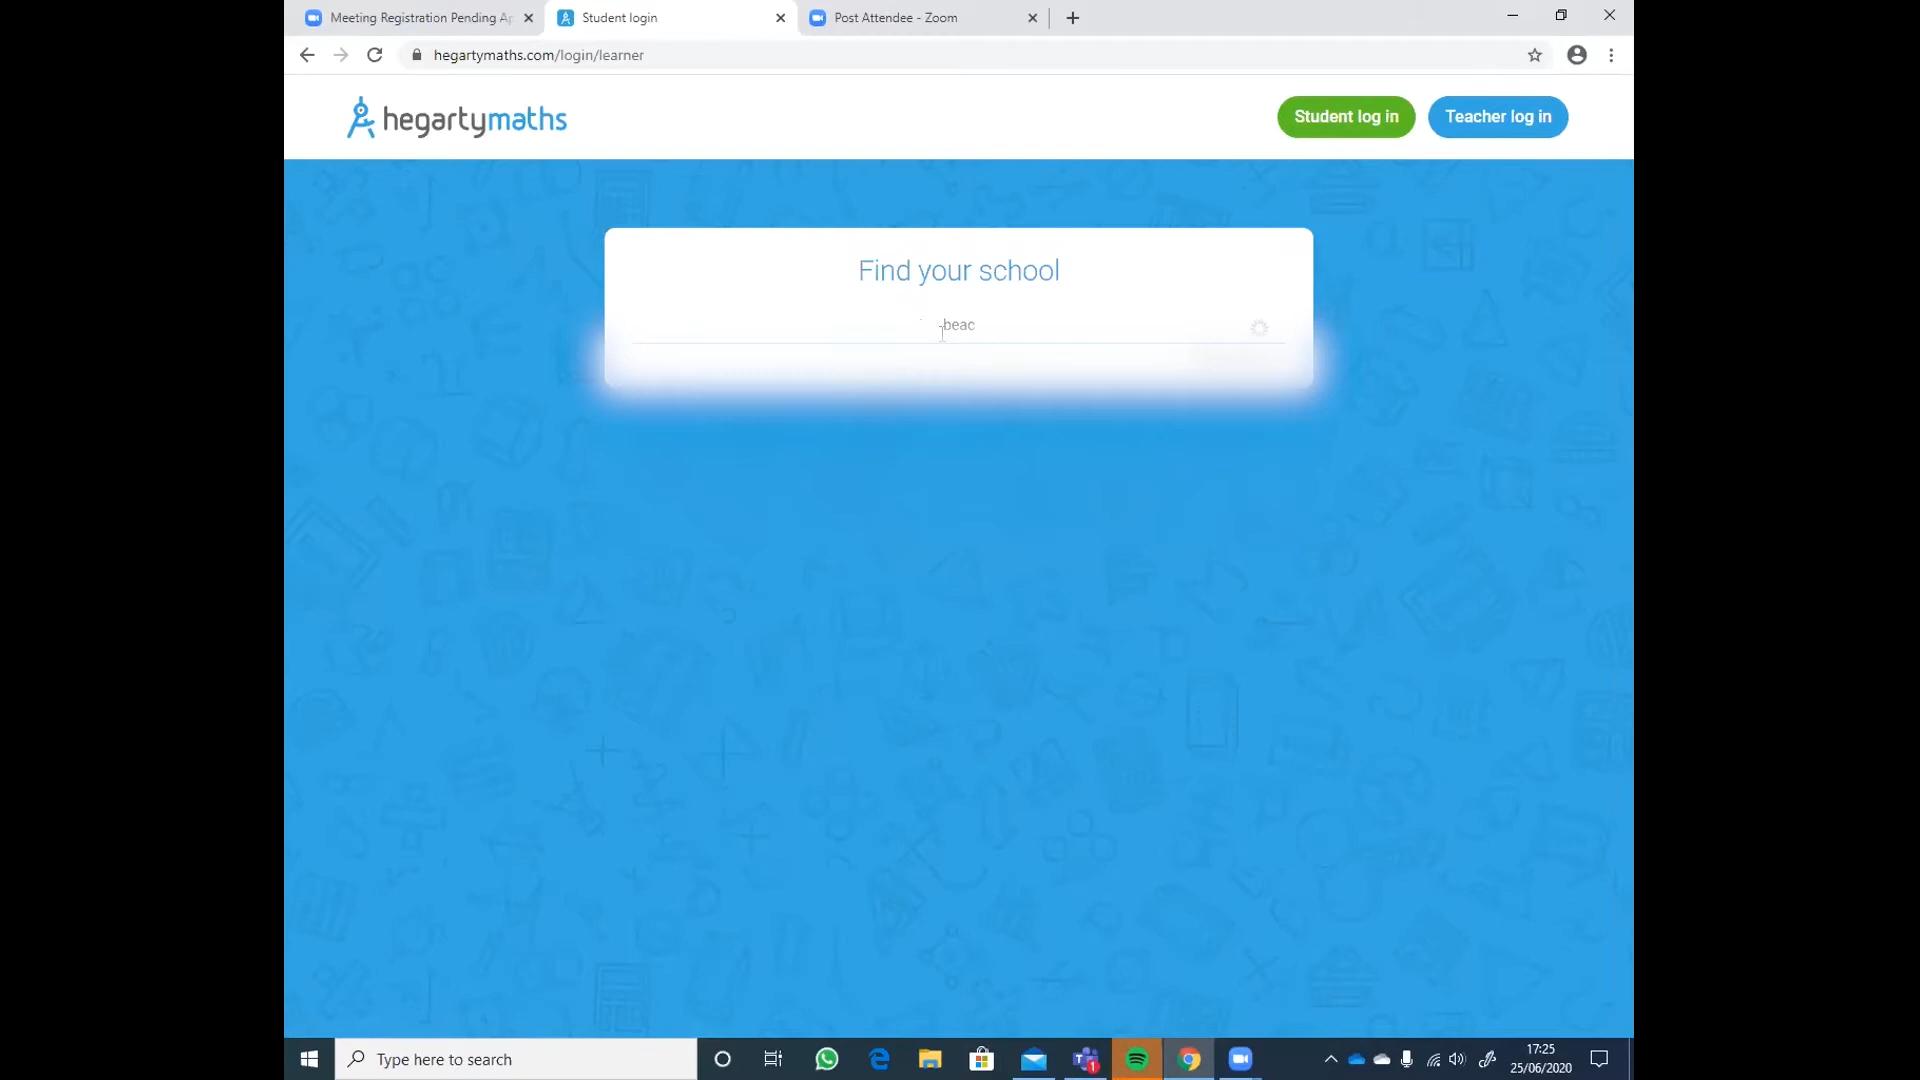 Meeting Registration Pending Ap
Student login
Post Attendee - Zoom
hegartymaths.com/login/learner
hegartymaths
Student log in
Teacher log in
Find your school
beac
Type here to search
1
17:25
25/06/2020